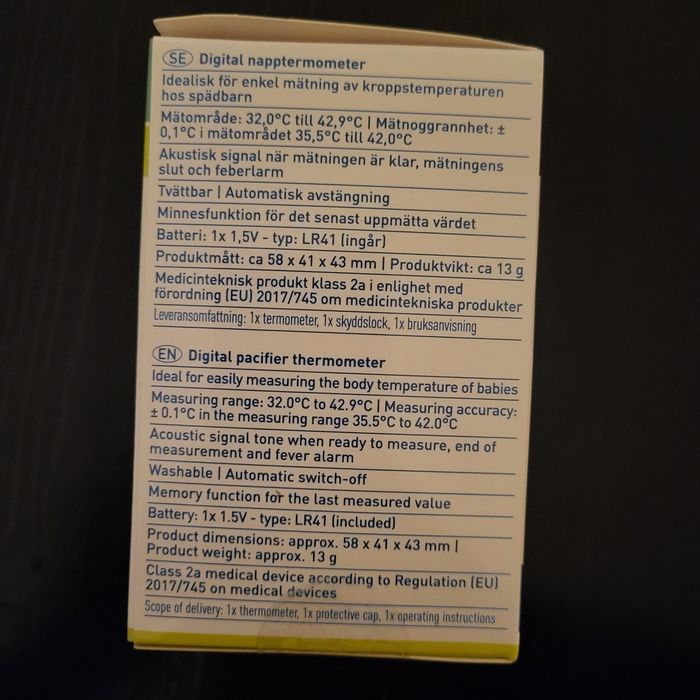 SE Digital napptermometer
Idealisk för enkel mätning av kroppstemperaturen
hos spädbarn
Mätområde: 32,0°C till 42,9°C | Mätnoggrannhet: ±
0,1°C i mätområdet 35,5°C till 42,0°C
Akustisk signal när mätningen är klar, mätningens
slut och feberlarm
Tvättbar | Automatisk avstängning
Minnesfunktion för det senast uppmätta värdet
Batteri: 1x 1,5V - typ: LR41 (ingår)
Produktmått: ca 58 x 41 x 43 mm | Produktvikt: ca 13 g
Medicinteknisk produkt klass 2a i enlighet med
förordning (EU) 2017/745 om medicintekniska produkter
Leveransomfattning: 1x termometer, 1x skyddslock, 1x bruksanvisning
EN Digital pacifier thermometer
Ideal for easily measuring the body temperature of babies
Measuring range: 32.0°C to 42.9°C | Measuring accuracy:
± 0.1°C in the measuring range 35.5°C to 42.0°C
Acoustic signal tone when ready to measure, end of
measurement and fever alarm
Washable | Automatic switch-off
Memory function for the last measured value
Battery: 1x 1.5V - type: LR41 (included)
Product dimensions: approx. 58 x 41 x 43 mm |
Product weight: approx. 13 g
Class 2a medical device according to Regulation (EU)
2017/745 on medical devices
Scope of delivery: 1x thermometer, 1x protective cap, 1x operating instructions